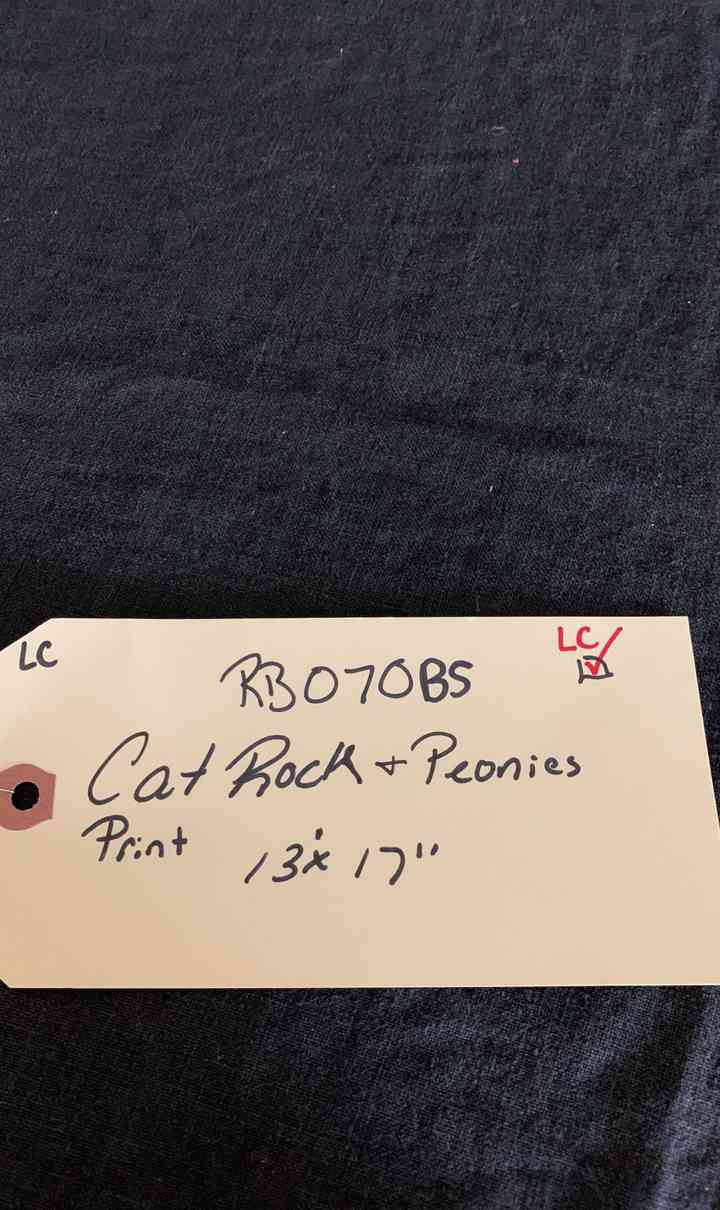 LC
LC
RB070BS
Cat Rock + Peonies
Print 13" x 17"